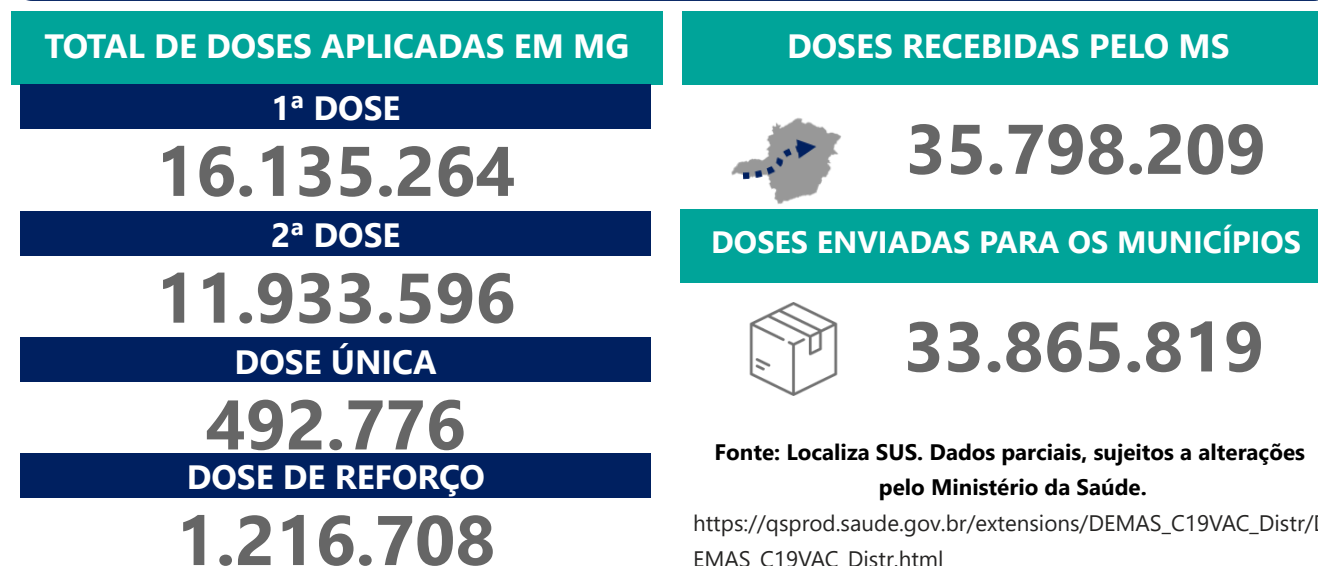 TOTAL DE DOSES APLICADAS EM MG
1ª DOSE
16.135.264
2ª DOSE
11.933.596
DOSE ÚNICA
492.776
DOSE DE REFORÇO
1.216.708
DOSES RECEBIDAS PELO MS
35.798.209
DOSES ENVIADAS PARA OS MUNICÍPIOS
33.865.819
Fonte: Localiza SUS. Dados parciais, sujeitos a alterações
pelo Ministério da Saúde.
https://qsprod.saude.gov.br/extensions/DEMAS_C19VAC_Distr/D
EMAS_C19VAC_Distr.html